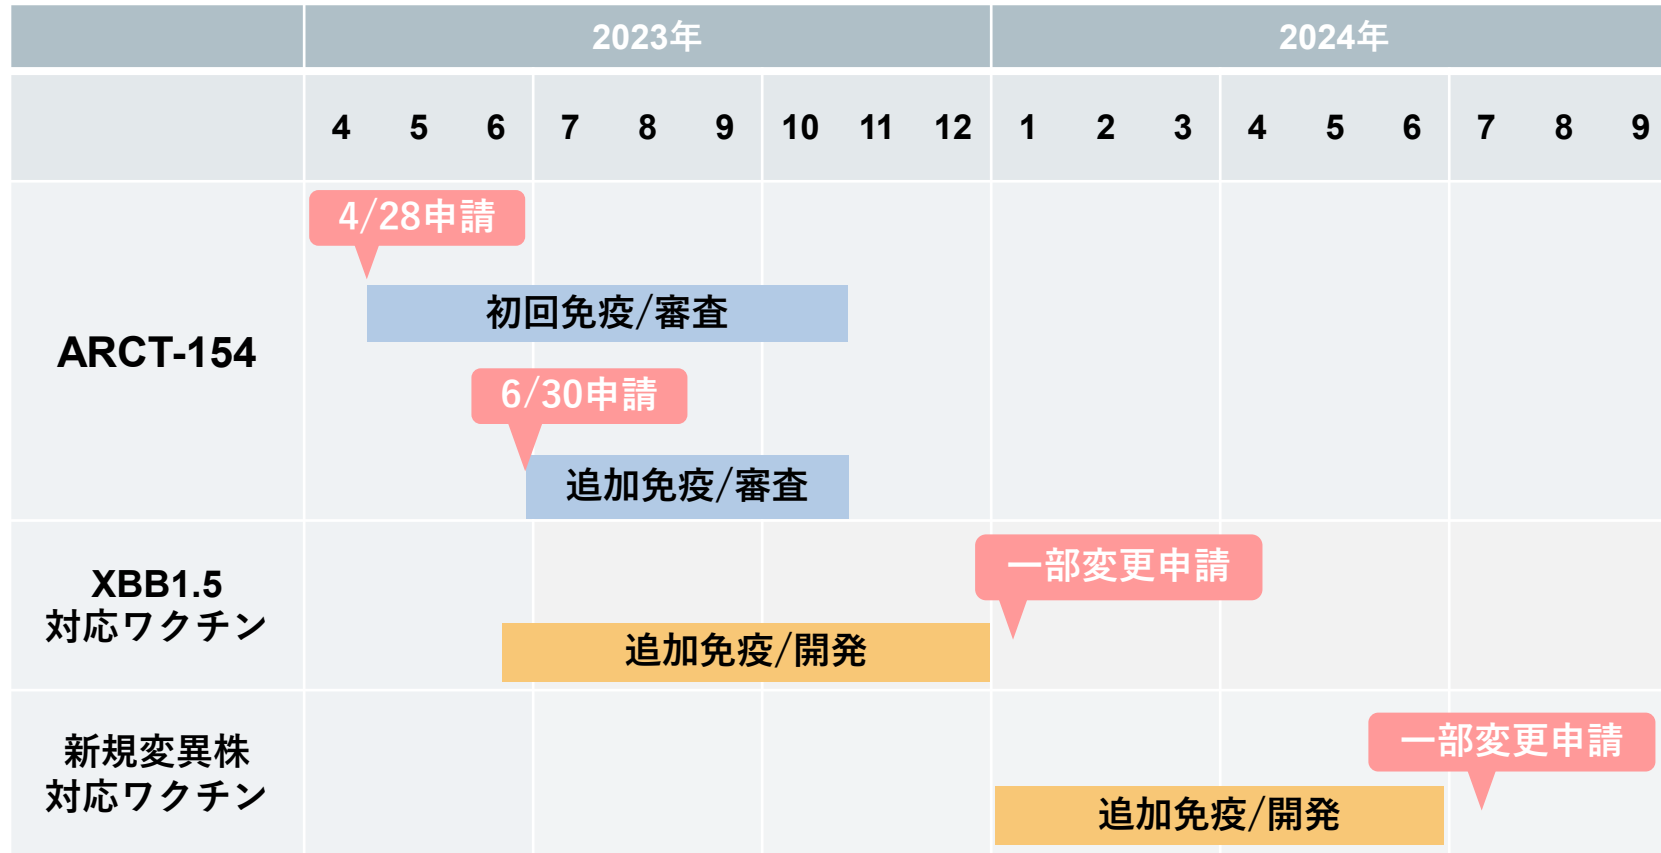 2023年 2024年
4 5 6 7 8 9 10 11 12 1 2 3 4 5 6 7 8 9
4/28申請
初回免疫/審査
ARCT-154
6/30申請
追加免疫/審査
XBB1.5
対応ワクチン
一部変更申請
追加免疫/開発
新規変異株
対応ワクチン
一部変更申請
追加免疫/開発